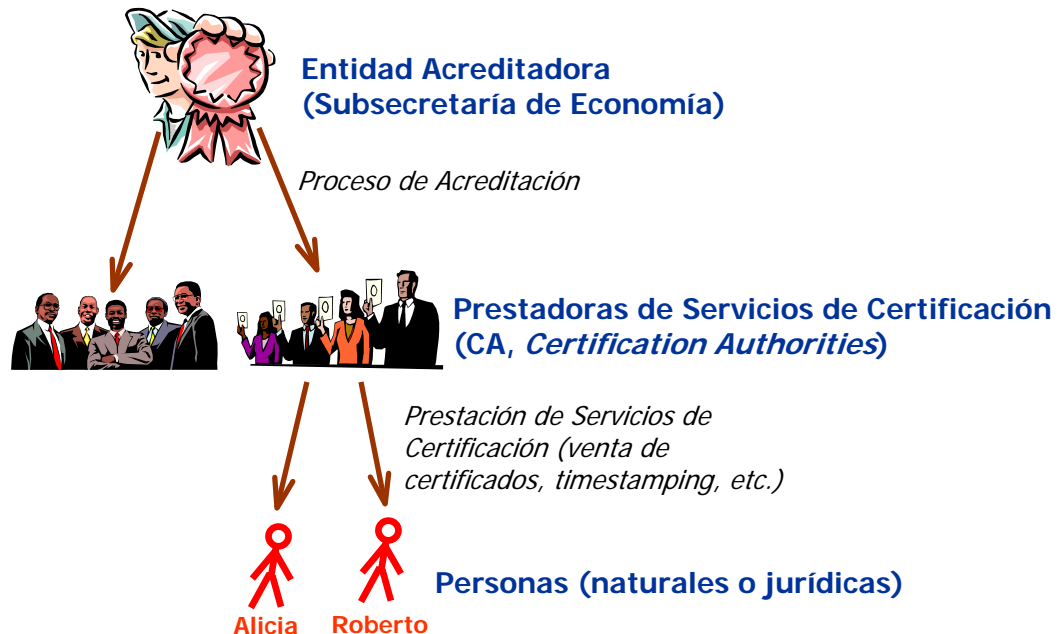 Entidad Acreditadora
(Subsecretaría de Economía)
Proceso de Acreditación
Prestadoras de Servicios de Certificación
(CA, Certification Authorities)
Prestación de Servicios de
Certificación (venta de
certificados, timestamping, etc.)
Personas (naturales o jurídicas)
Alicia
Roberto